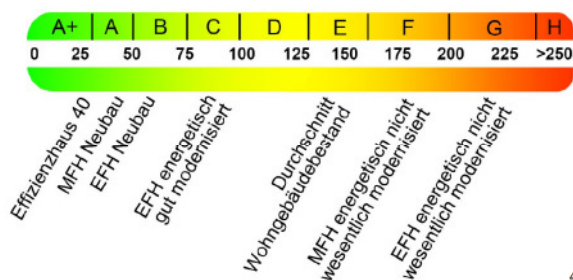 A+ A B C D E F G H
0 25 50 75 100 125 150 175 200 225 >250
Effizienzhaus 40
MFH Neubau
EFH Neubau
EFH energetisch
gut modernisiert
Durchschnitt
Wohngebäudebestand
MFH energetisch nicht
wesentlich modernisiert
EFH energetisch nicht
wesentlich modernisiert